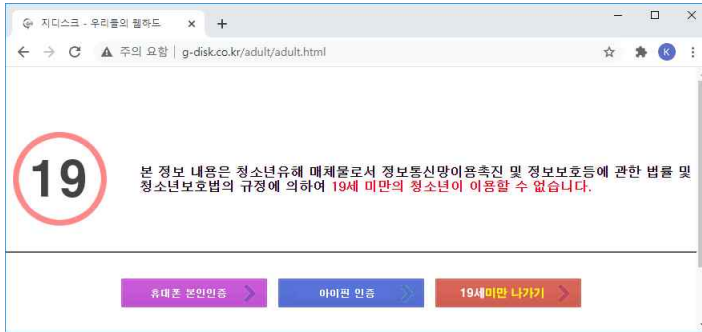 지디스크 - 우리들의 웹하드
주의 요함 | g-disk.co.kr/adult/adult.html
K
19
본 정보 내용은 청소년유해 매체물로서 정보통신망이용촉진 및 정보보호등에 관한 법률 및
청소년보호법의 규정에 의하여 19세 미만의 청소년이 이용할 수 없습니다.
휴대폰 본인인증
아이핀 인증
19세미만 나가기